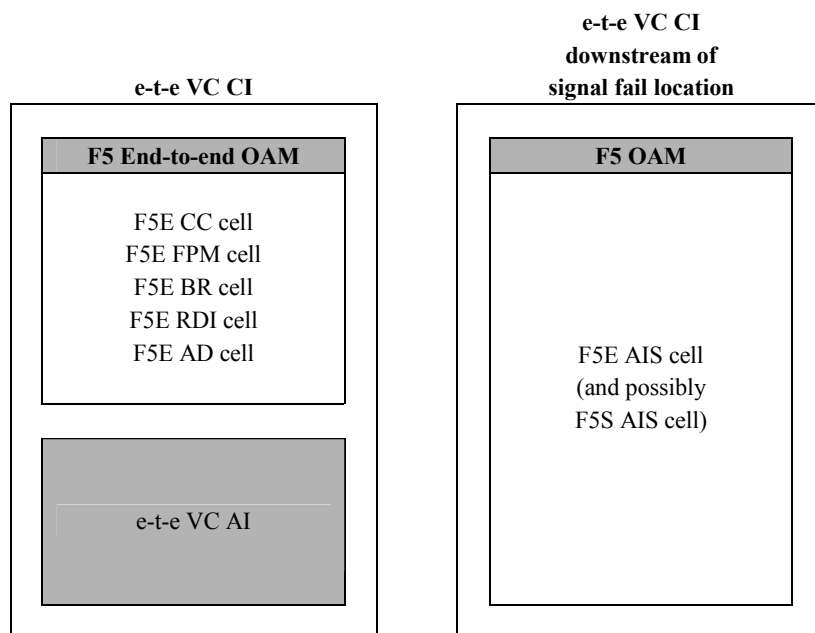 e-t-e VC CI
F5 End-to-end OAM
F5E CC cell
F5E FPM cell
F5E BR cell
F5E RDI cell
F5E AD cell
e-t-e VC AI
e-t-e VC CI
downstream of
signal fail location
F5 OAM
F5E AIS cell
(and possibly
F5S AIS cell)